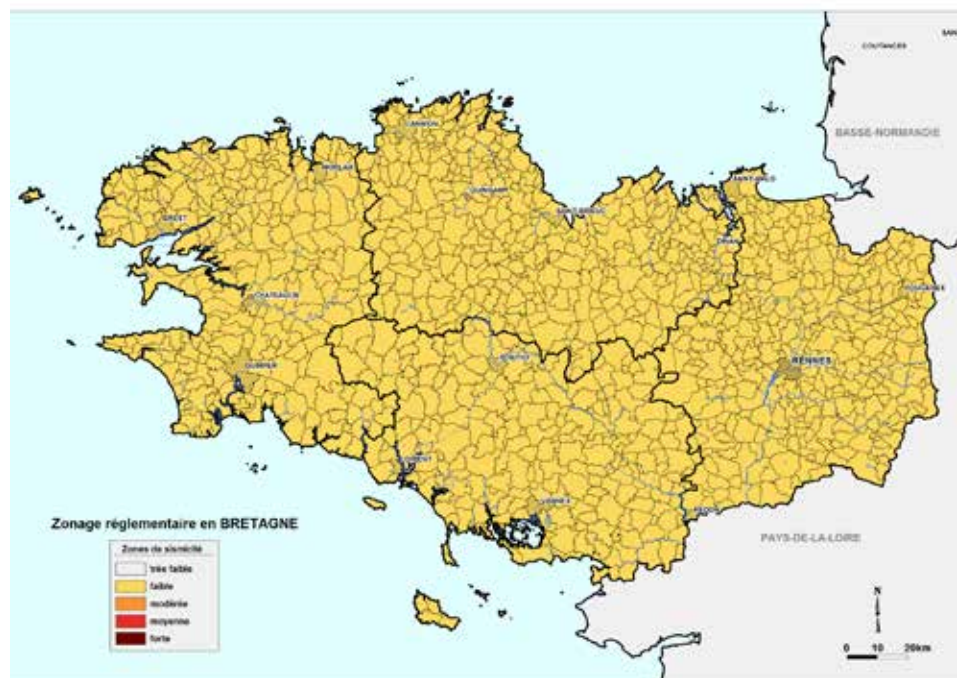 COUTANCES
BASSE-NORMANDIE
LANNION
MORLAIX
GUINGAMP
SAINT-MALO
BREST
SAINT-BRIEUC
DINAN
CHATEAULIN
FOUGERES
PONTIVY
RENNES
QUIMPER
LORIENT
VANNES
REDON
PAYS-DE-LA-LOIRE
Zonage réglementaire en BRETAGNE
Zones de sismicité
très faible
faible
modérée
moyenne
forte
N
0 10 20km